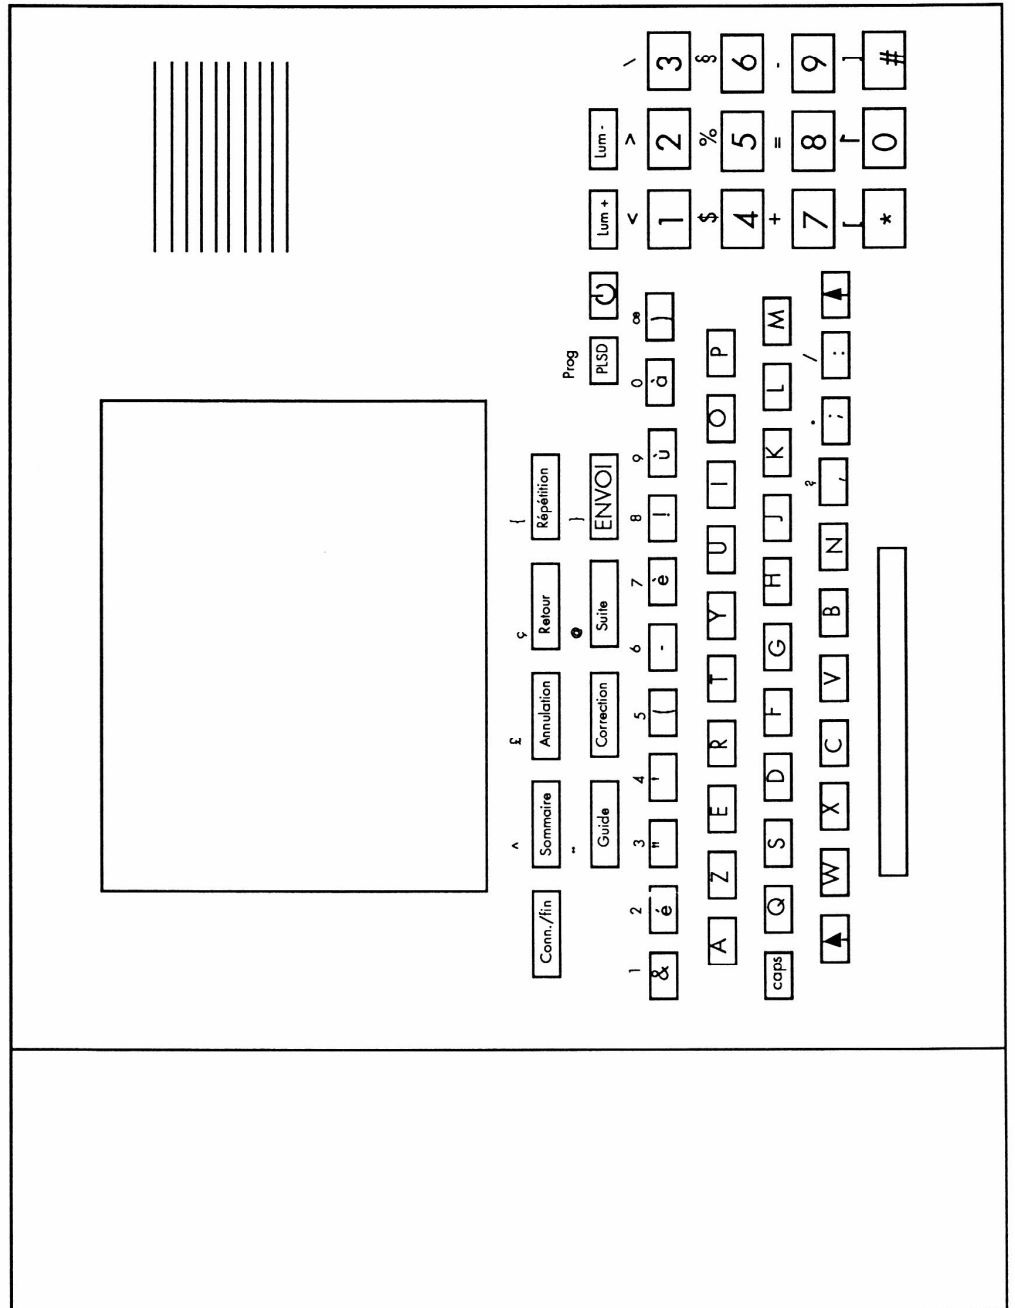 ^ £ ç {
Conn./fin Sommaire Annulation Retour Répétition
¨ @ } Prog
Guide Correction Suite ENVOI PLSD Lum + Lum -
1 2 3 4 5 6 7 8 9 0 œ < > \
& é " ' ( - è ! ù à ) 1 2 3
$ % §
A Z E R T Y U I O P 4 5 6
+ = -
caps Q S D F G H J K L M 7 8 9
? . / [ ]
W X C V B N , ; : * 0 #